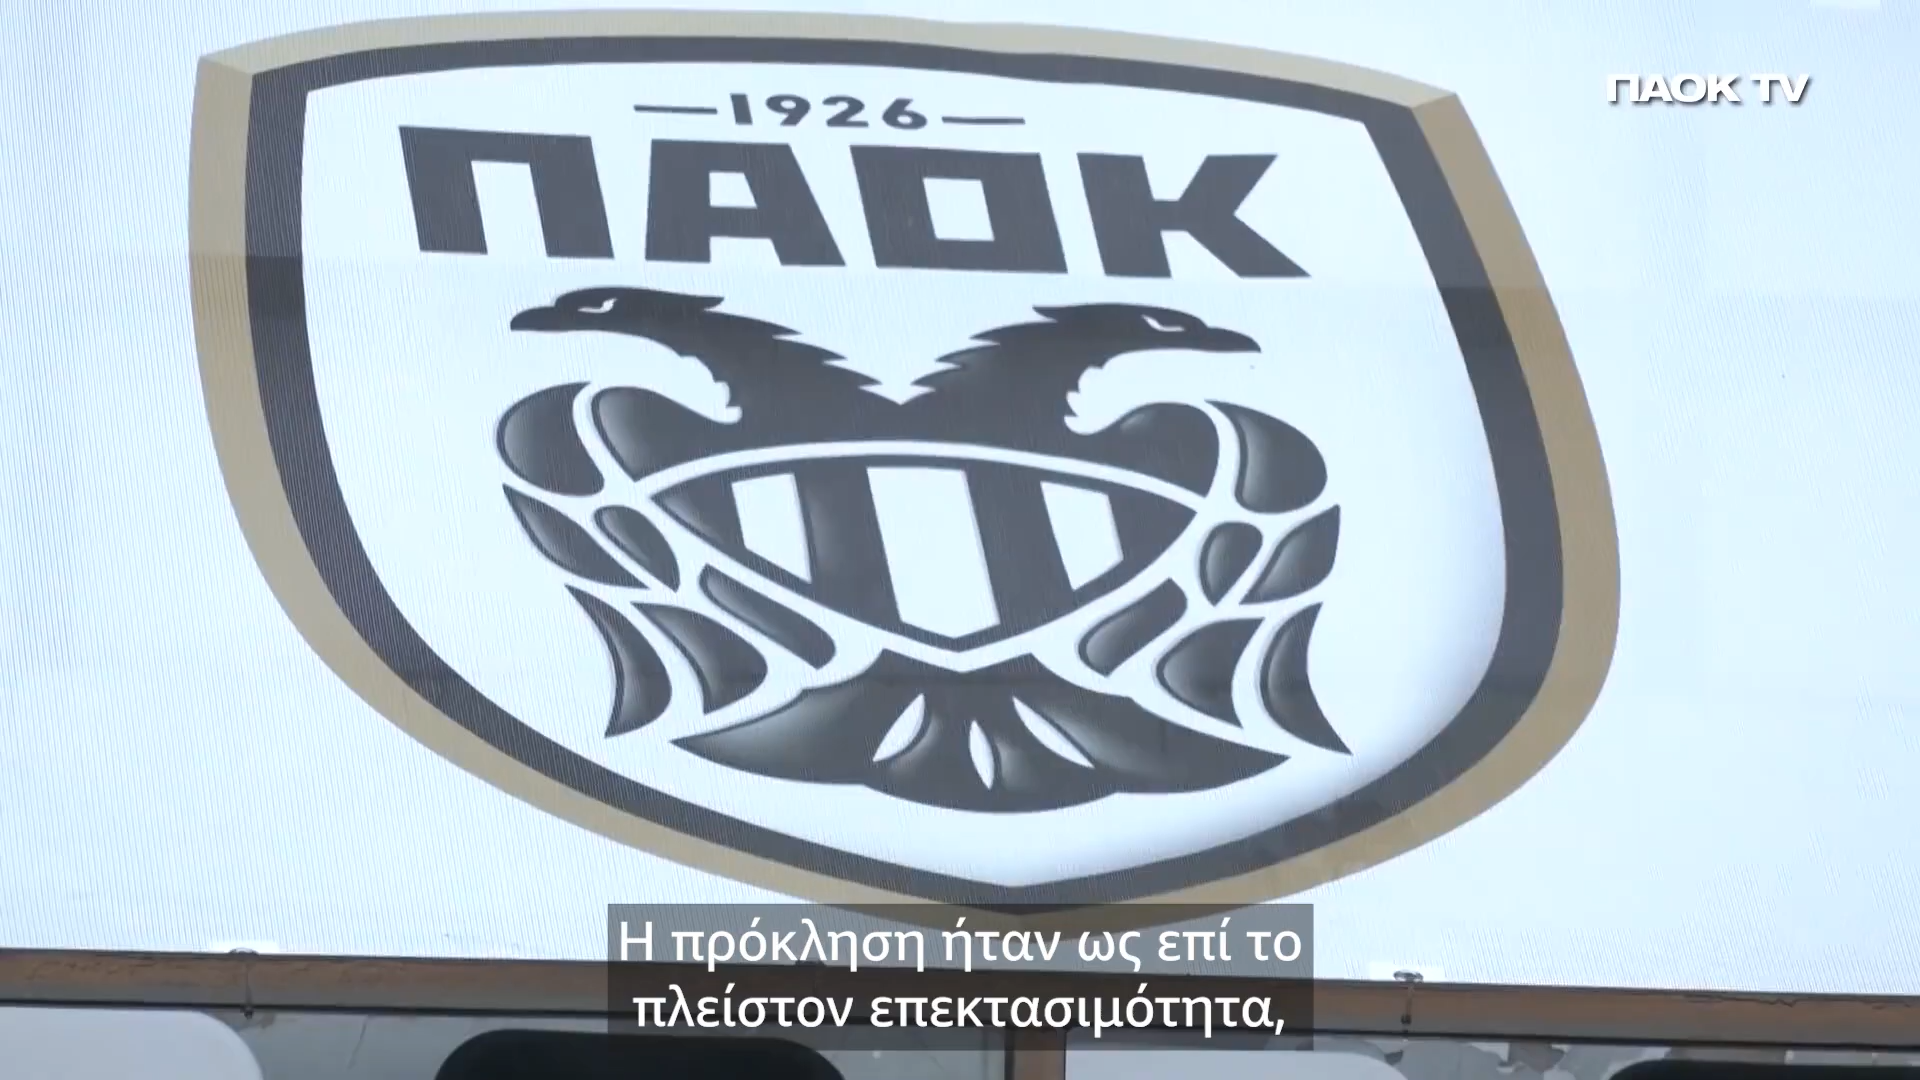 ΠΑΟΚ TV
1926
ΠΑΟΚ
Η πρόκληση ήταν ως επί το
πλείστον επεκτασιμότητα,